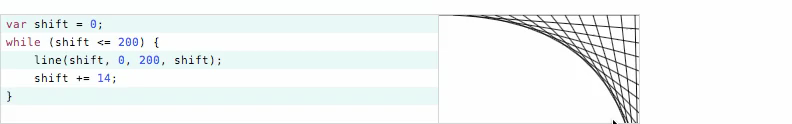 var shift = 0;
while (shift <= 200) {
    line(shift, 0, 200, shift);
    shift += 14;
}